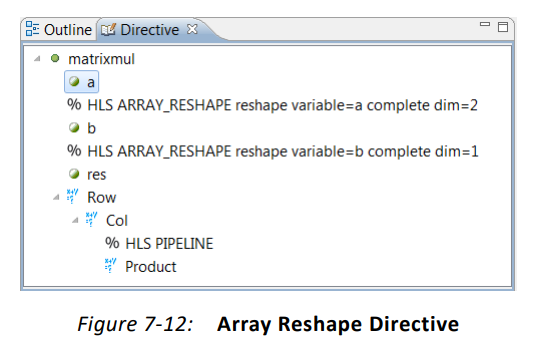 Outline Directive
matrixmul
a
% HLS ARRAY_RESHAPE reshape variable=a complete dim=2
b
% HLS ARRAY_RESHAPE reshape variable=b complete dim=1
res
Row
Col
% HLS PIPELINE
Product
Figure 7-12: Array Reshape Directive